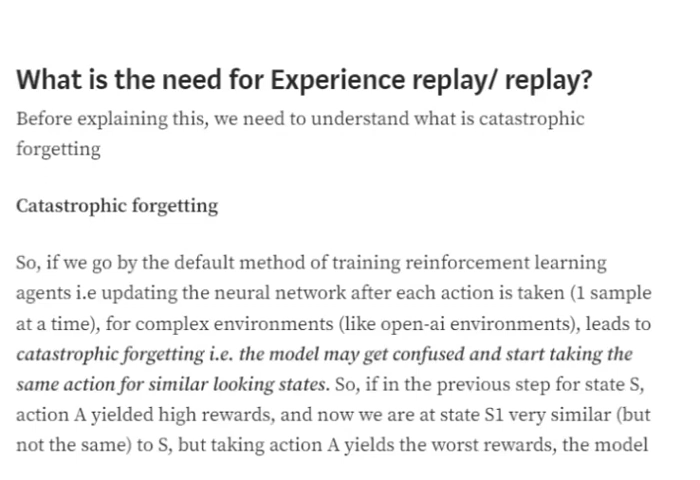 What is the need for Experience replay/ replay?
Before explaining this, we need to understand what is catastrophic
forgetting
Catastrophic forgetting
So, if we go by the default method of training reinforcement learning
agents i.e updating the neural network after each action is taken (1 sample
at a time), for complex environments (like open-ai environments), leads to
catastrophic forgetting i.e. the model may get confused and start taking the
same action for similar looking states. So, if in the previous step for state S,
action A yielded high rewards, and now we are at state S1 very similar (but
not the same) to S, but taking action A yields the worst rewards, the model